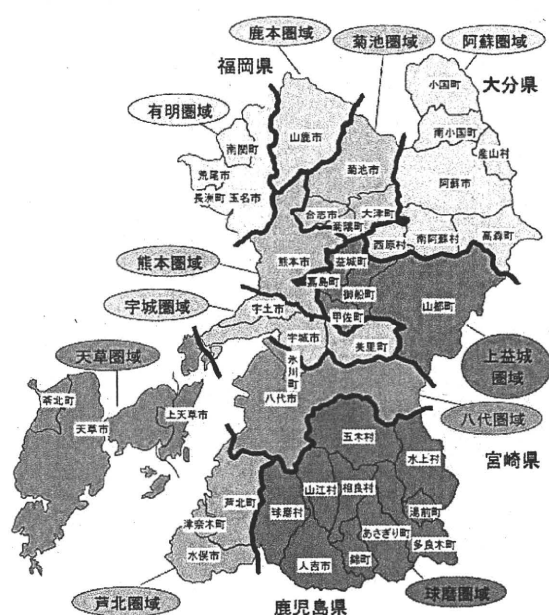 鹿本圏域
菊池圏域
阿蘇圏域
福岡県
大分県
小国町
有明圏域
南小国町
山鹿市
産山村
南関町
菊池市
荒尾市
阿蘇市
長洲町
玉名市
合志市
大津町
菊陽町
高森町
西原村
南阿蘇村
熊本圏域
熊本市
益城町
嘉島町
御船町
山都町
宇城圏域
宇土市
甲佐町
宇城市
美里町
上益城
圏域
天草圏域
氷川町
苓北町
上天草市
八代市
八代圏域
天草市
五木村
水上村
宮崎県
芦北町
山江村
相良村
球磨村
湯前町
津奈木町
あさぎり町
多良木町
水俣市
錦町
人吉市
芦北圏域
球磨圏域
鹿児島県